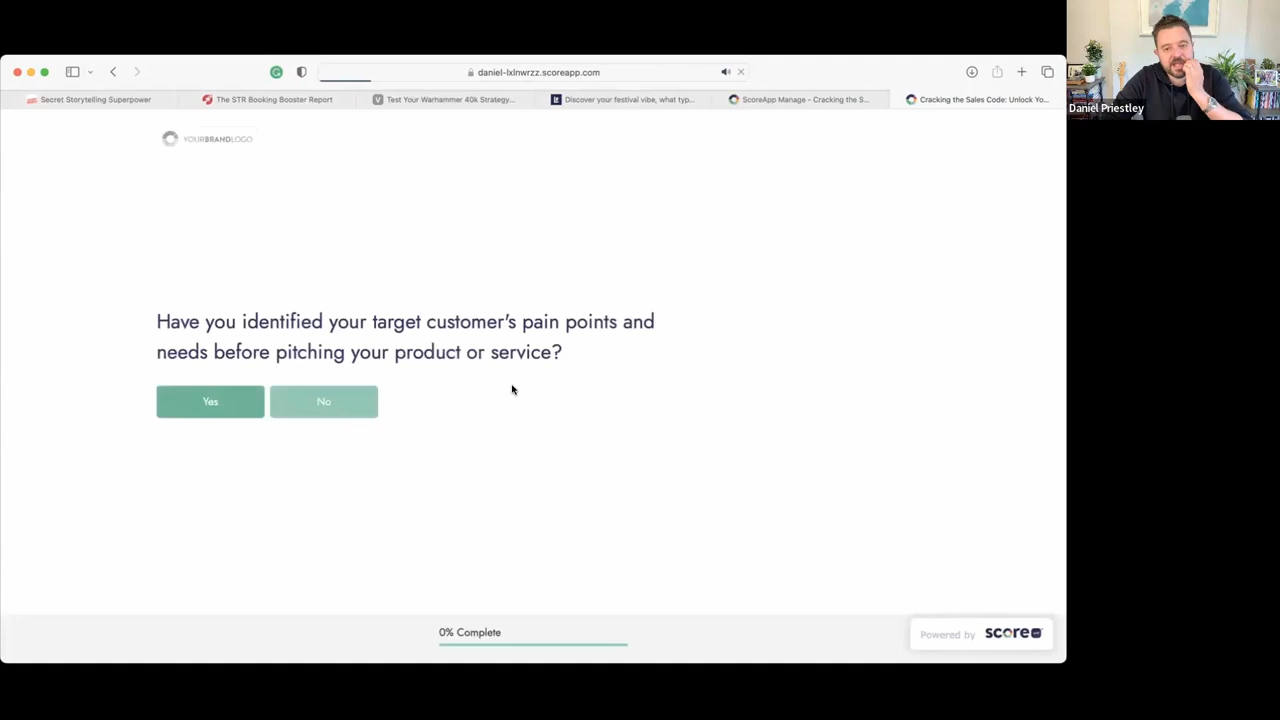 daniel-lxlnwrzz.scoreapp.com
Secret Storytelling Superpower
The STR Booking Booster Report
Test Your Warhammer 40k Strategy...
Discover your festival vibe, what typ...
ScoreApp Manage - Cracking the S...
Cracking the Sales Code: Unlock Yo...
Daniel Priestley
YOURBRANDLOGO
Have you identified your target customer's pain points and
needs before pitching your product or service?
Yes
No
0% Complete
Powered by score